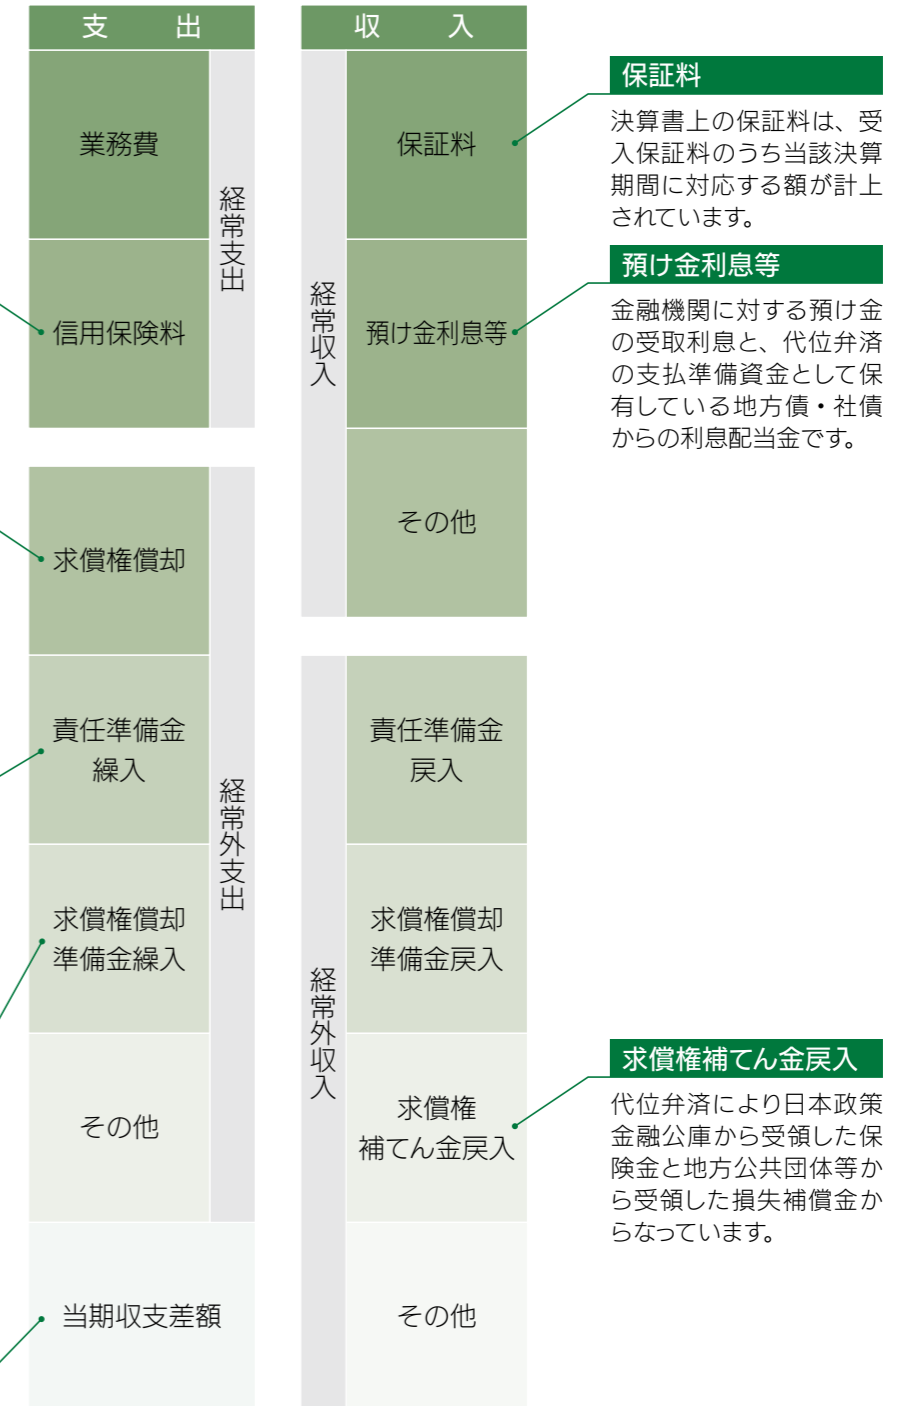 支出
業務費
信用保険料
経常支出
求償権償却
責任準備金
繰入
求償権償却
準備金繰入
その他
経常外支出
当期収支差額
収入
経常収入
保証料
預け金利息等
その他
経常外収入
責任準備金
戻入
求償権償却
準備金戻入
求償権
補てん金戻入
その他
保証料
決算書上の保証料は、受
入保証料のうち当該決算
期間に対応する額が計上
されています。
預け金利息等
金融機関に対する預け金
の受取利息と、代位弁済
の支払準備資金として保
有している地方債・社債
からの利息配当金です。
求償権補てん金戻入
代位弁済により日本政策
金融公庫から受領した保
険金と地方公共団体等か
ら受領した損失補償金か
らなっています。